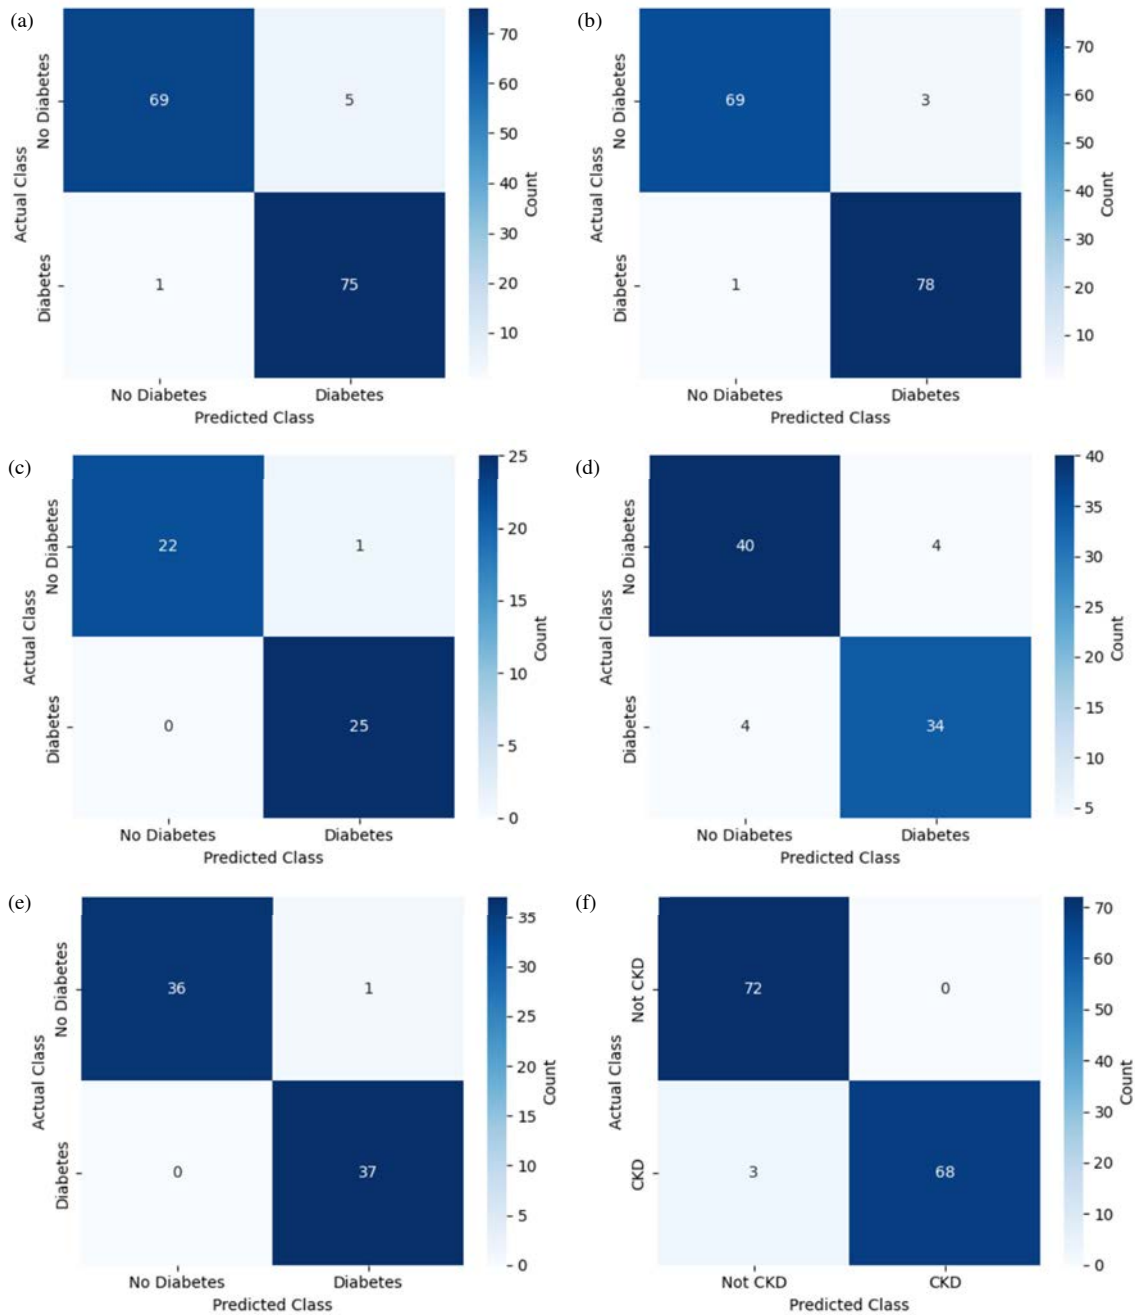 (a)
No Diabetes
69
5
Actual Class
Diabetes
1
75
No Diabetes
Diabetes
Predicted Class
70
60
50
40
30
20
10
Count
(b)
No Diabetes
69
3
Actual Class
Diabetes
1
78
No Diabetes
Diabetes
Predicted Class
70
60
50
40
30
20
10
Count
(c)
No Diabetes
22
1
Actual Class
Diabetes
0
25
No Diabetes
Diabetes
Predicted Class
25
20
15
10
5
0
Count
(d)
No Diabetes
40
4
Actual Class
Diabetes
4
34
No Diabetes
Diabetes
Predicted Class
40
35
30
25
20
15
10
5
Count
(e)
No Diabetes
36
1
Actual Class
Diabetes
0
37
No Diabetes
Diabetes
Predicted Class
35
30
25
20
15
10
5
0
Count
(f)
Not CKD
72
0
Actual Class
CKD
3
68
Not CKD
CKD
Predicted Class
70
60
50
40
30
20
10
0
Count